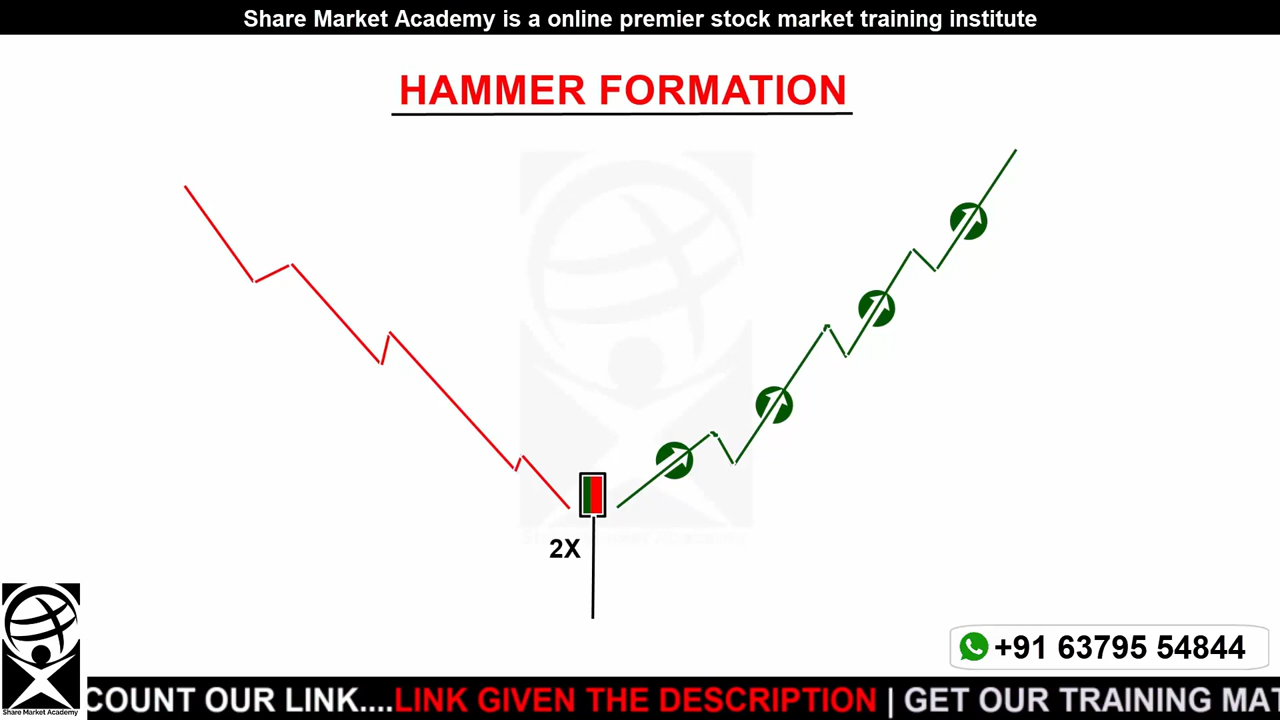 Share Market Academy is a online premier stock market training institute
HAMMER FORMATION
2X
+91 63795 54844
Share Market Academy
COUNT OUR LINK....LINK GIVEN THE DESCRIPTION | GET OUR TRAINING MAT